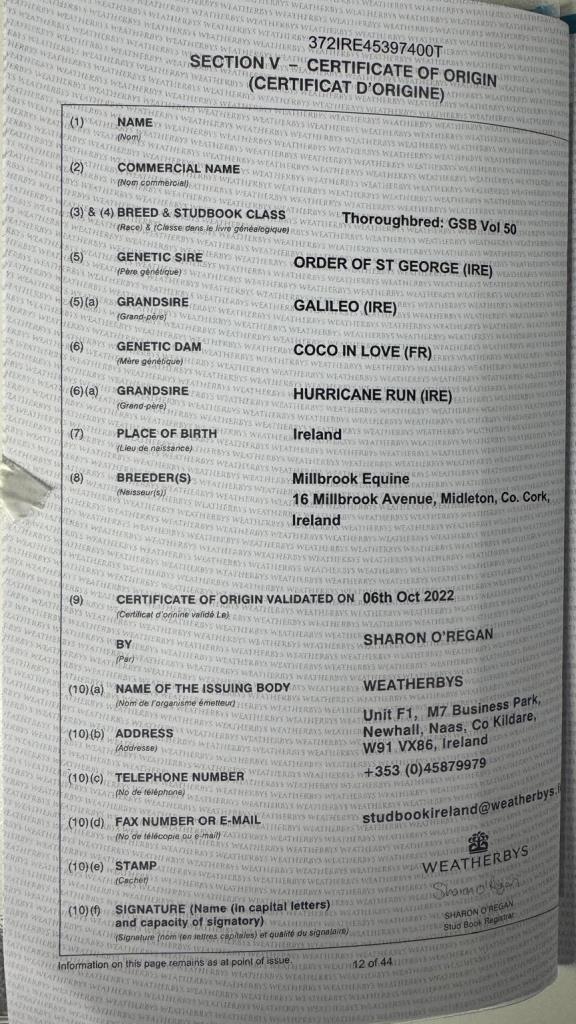 372IRE45397400T
SECTION V – CERTIFICATE OF ORIGIN
(CERTIFICAT D'ORIGINE)
(1) NAME
(Nom)
(2) COMMERCIAL NAME
(Nom commercial)
(3) & (4) BREED & STUDBOOK CLASS Thoroughbred: GSB Vol 50
(Race) & (Classe dans le livre généalogique)
(5) GENETIC SIRE ORDER OF ST GEORGE (IRE)
(Père génétique)
(5)(a) GRANDSIRE GALILEO (IRE)
(Grand-père)
(6) GENETIC DAM COCO IN LOVE (FR)
(Mère génétique)
(6)(a) GRANDSIRE HURRICANE RUN (IRE)
(Grand-père)
(7) PLACE OF BIRTH Ireland
(Lieu de naissance)
(8) BREEDER(S) Millbrook Equine
(Naisseur(s)) 16 Millbrook Avenue, Midleton, Co. Cork,
Ireland
(9) CERTIFICATE OF ORIGIN VALIDATED ON 06th Oct 2022
(Certificat d'origine validé Le)
BY SHARON O'REGAN
(Par)
(10)(a) NAME OF THE ISSUING BODY WEATHERBYS
(Nom de l'organisme émetteur)
(10)(b) ADDRESS Unit F1, M7 Business Park,
(Addresse) Newhall, Naas, Co Kildare,
W91 VX86, Ireland
(10)(c) TELEPHONE NUMBER +353 (0)45879979
(No de téléphone)
(10)(d) FAX NUMBER OR E-MAIL studbookireland@weatherbys.
(No de télécopie ou e-mail)
(10)(e) STAMP WEATHERBYS
(Cachet)
Sharon O'Regan
(10)(f) SIGNATURE (Name (in capital letters) SHARON O'REGAN
and capacity of signatory) Stud Book Registrar
(Signature (nom (en lettres capitales) et qualité du signataire)
Information on this page remains as at point of issue. 12 of 44